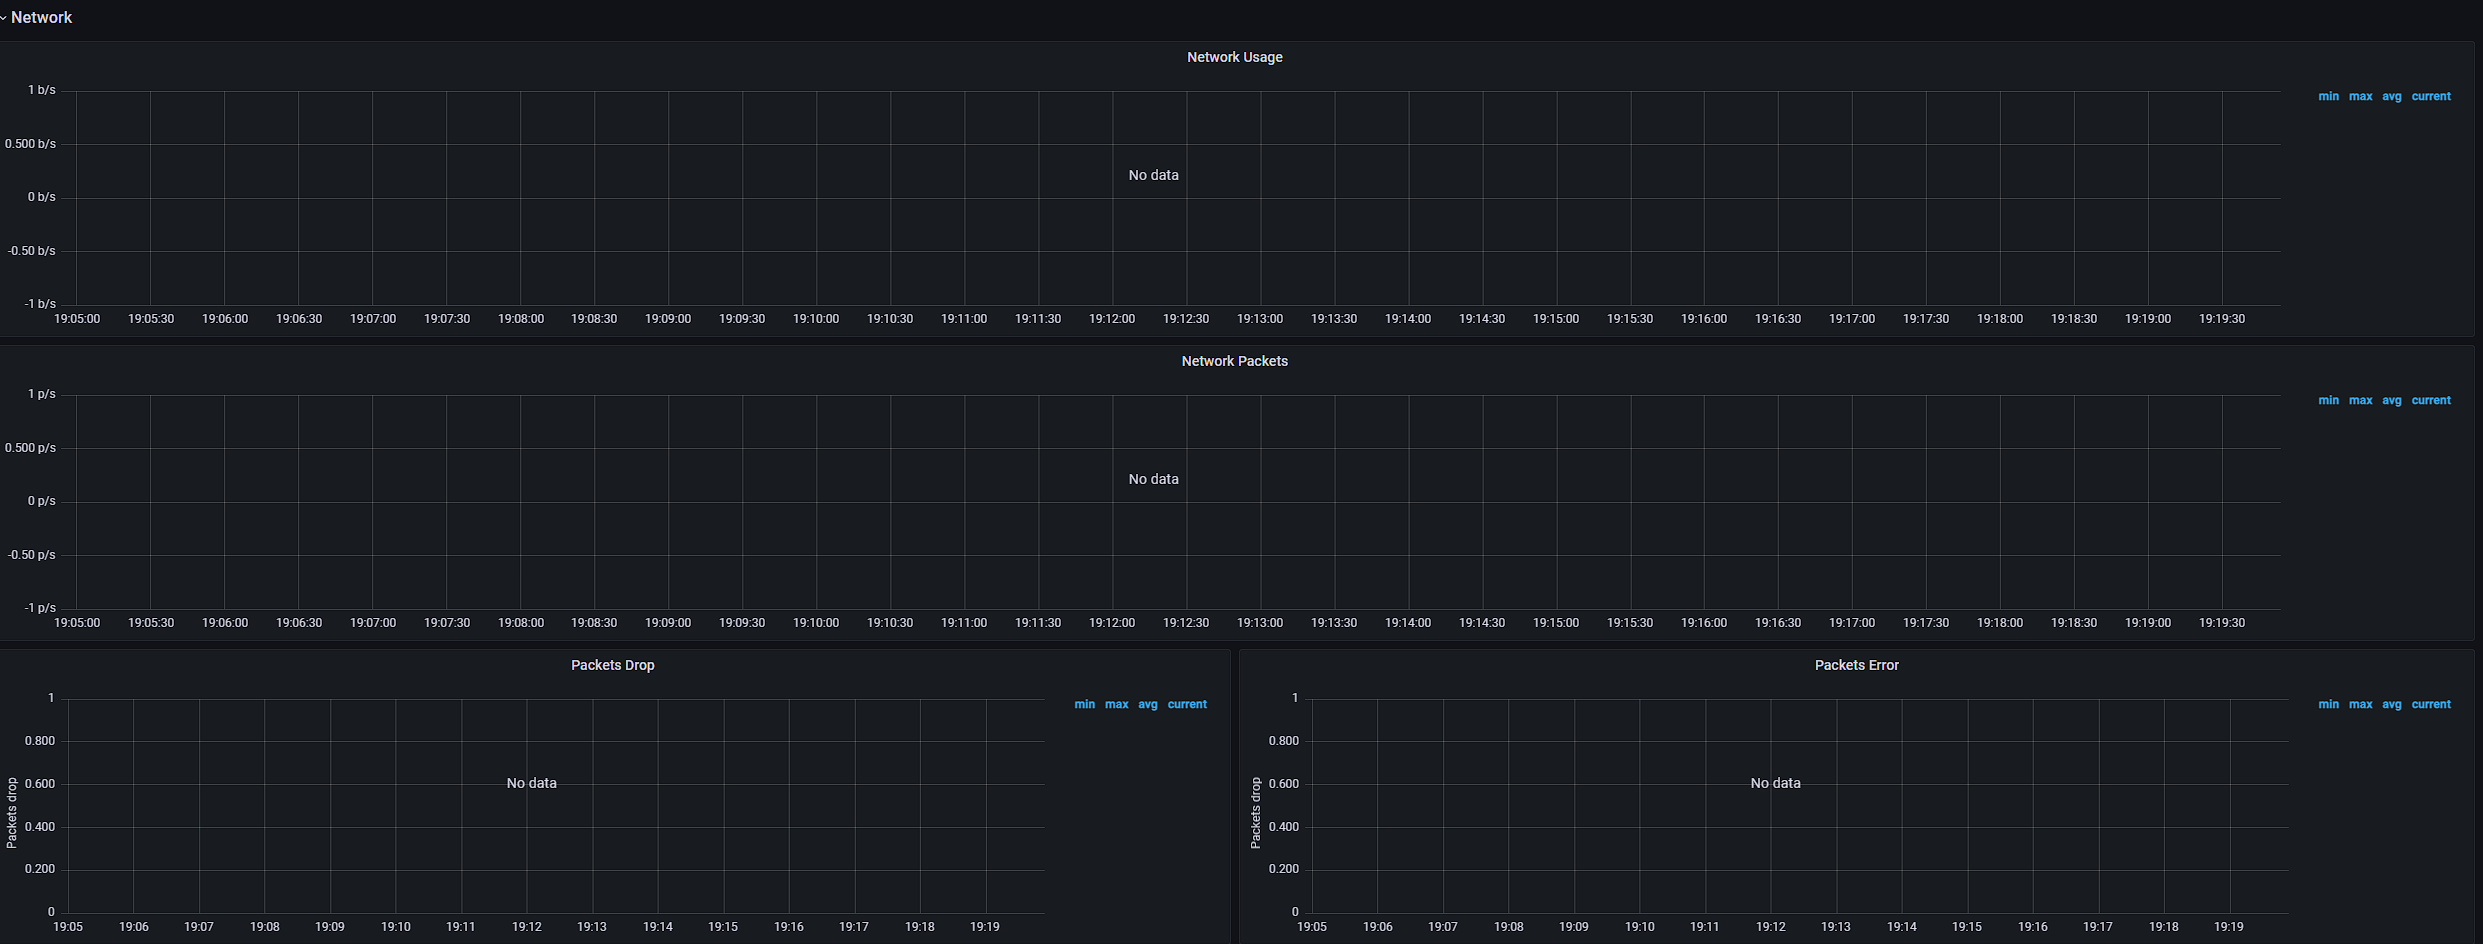 Network
Network Usage
min max avg current
1 b/s
0.500 b/s
0 b/s
-0.50 b/s
-1 b/s
No data
19:05:00 19:05:30 19:06:00 19:06:30 19:07:00 19:07:30 19:08:00 19:08:30 19:09:00 19:09:30 19:10:00 19:10:30 19:11:00 19:11:30 19:12:00 19:12:30 19:13:00 19:13:30 19:14:00 19:14:30 19:15:00 19:15:30 19:16:00 19:16:30 19:17:00 19:17:30 19:18:00 19:18:30 19:19:00 19:19:30
Network Packets
min max avg current
1 p/s
0.500 p/s
0 p/s
-0.50 p/s
-1 p/s
No data
19:05:00 19:05:30 19:06:00 19:06:30 19:07:00 19:07:30 19:08:00 19:08:30 19:09:00 19:09:30 19:10:00 19:10:30 19:11:00 19:11:30 19:12:00 19:12:30 19:13:00 19:13:30 19:14:00 19:14:30 19:15:00 19:15:30 19:16:00 19:16:30 19:17:00 19:17:30 19:18:00 19:18:30 19:19:00 19:19:30
Packets Drop
min max avg current
Packets drop
1
0.800
0.600
0.400
0.200
0
No data
19:05 19:06 19:07 19:08 19:09 19:10 19:11 19:12 19:13 19:14 19:15 19:16 19:17 19:18 19:19
Packets Error
min max avg current
Packets drop
1
0.800
0.600
0.400
0.200
0
No data
19:05 19:06 19:07 19:08 19:09 19:10 19:11 19:12 19:13 19:14 19:15 19:16 19:17 19:18 19:19